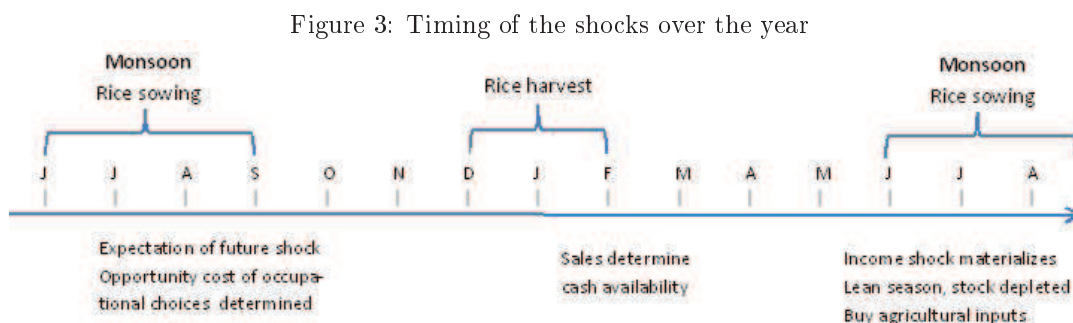 Figure 3: Timing of the shocks over the year
Monsoon
Rice sowing
Rice harvest
Monsoon
Rice sowing
J J A S O N D J F M A M J J A
Expectation of future shock
Opportunity cost of occupa-
tional choices determined
Sales determine
cash availability
Income shock materializes
Lean season, stock depleted
Buy agricultural inputs